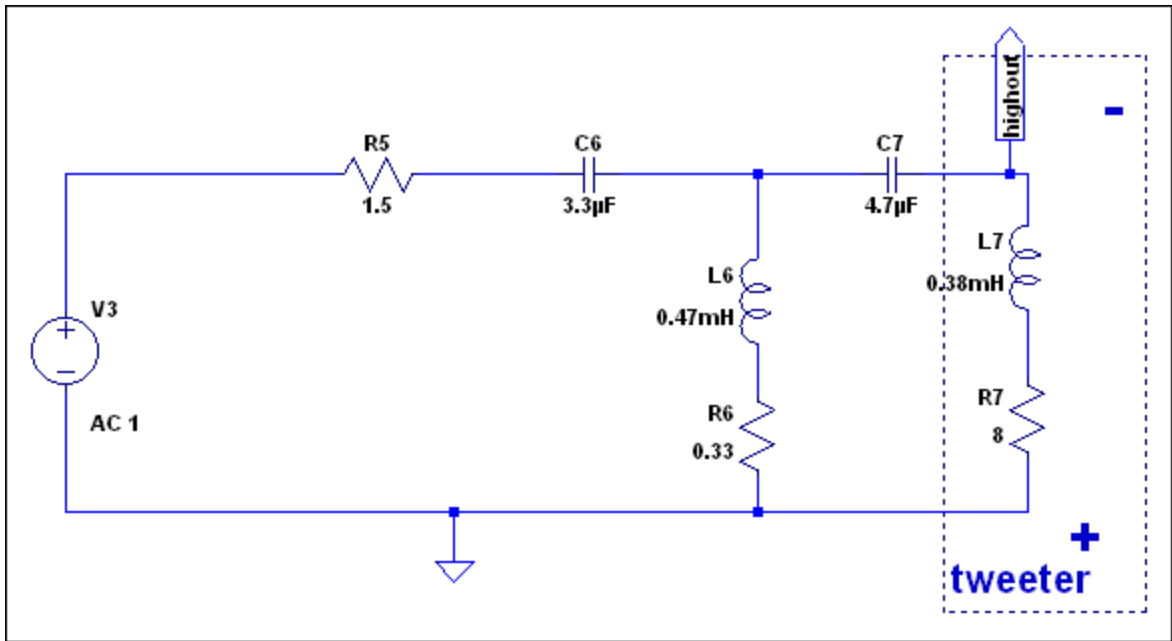 highout
-
R5
C6
C7
1.5
3.3µF
4.7µF
L7
L6
0.38mH
V3
+
−
0.47mH
R7
R6
AC 1
8
0.33
+
tweeter